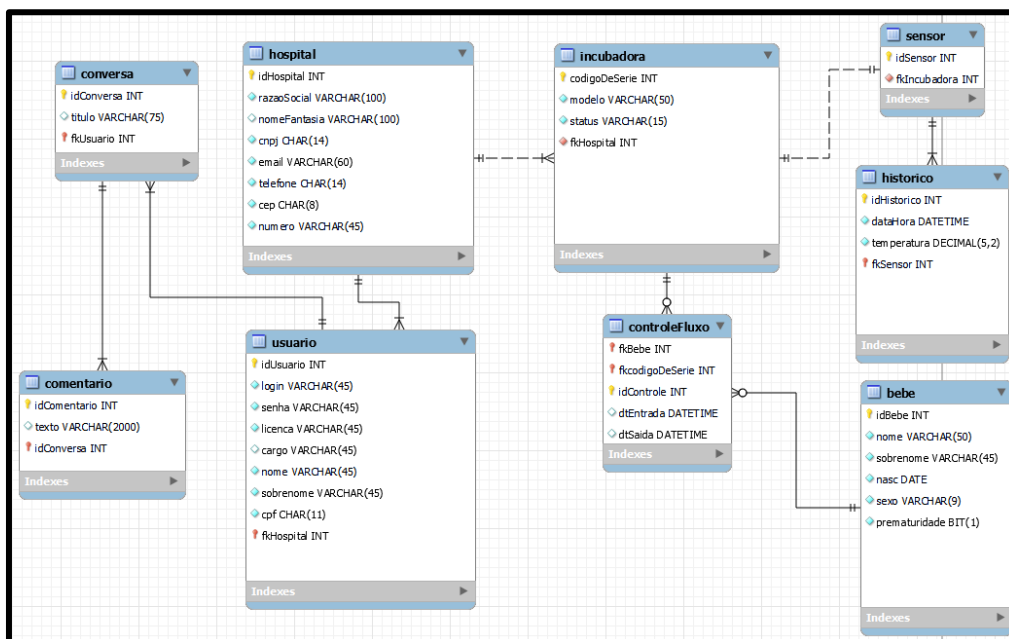 conversa
idConversa INT
titulo VARCHAR(75)
fkUsuario INT
Indexes
hospital
idHospital INT
razaoSocial VARCHAR(100)
nomeFantasia VARCHAR(100)
cnpj CHAR(14)
email VARCHAR(60)
telefone CHAR(14)
cep CHAR(8)
numero VARCHAR(45)
Indexes
incubadora
codigoDeSerie INT
modelo VARCHAR(50)
status VARCHAR(15)
fkHospital INT
Indexes
sensor
idSensor INT
fkIncubadora INT
Indexes
historico
idHistorico INT
dataHora DATETIME
temperatura DECIMAL(5,2)
fkSensor INT
Indexes
comentario
idComentario INT
texto VARCHAR(2000)
idConversa INT
Indexes
usuario
idUsuario INT
login VARCHAR(45)
senha VARCHAR(45)
licenca VARCHAR(45)
cargo VARCHAR(45)
nome VARCHAR(45)
sobrenome VARCHAR(45)
cpf CHAR(11)
fkHospital INT
Indexes
controleFluxo
fkBebe INT
fkcodigoDeSerie INT
idControle INT
dtEntrada DATETIME
dtSaida DATETIME
Indexes
bebe
idBebe INT
nome VARCHAR(50)
sobrenome VARCHAR(45)
nasc DATE
sexo VARCHAR(9)
prematuridade BIT(1)
Indexes